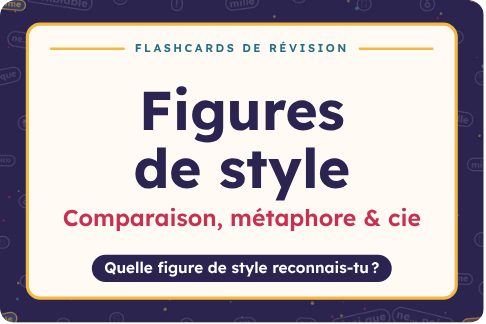 FLASHCARDS DE RÉVISION
Figures
de style
Comparaison, métaphore & cie
Quelle figure de style reconnais-tu ?